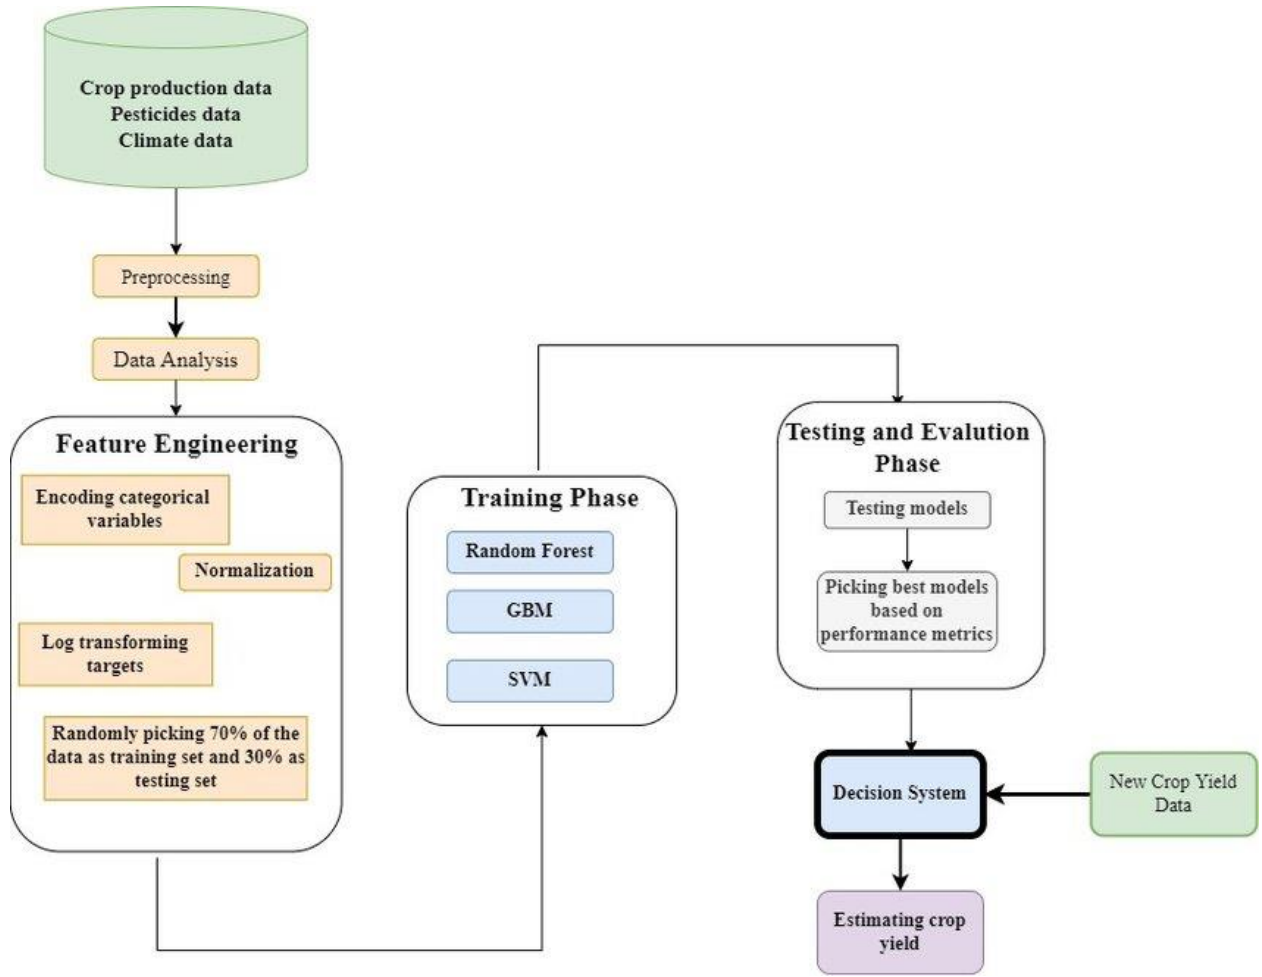 Crop production data
Pesticides data
Climate data
Preprocessing
Data Analysis
Feature Engineering
Encoding categorical
variables
Normalization
Log transforming
targets
Randomly picking 70% of the
data as training set and 30% as
testing set
Training Phase
Random Forest
GBM
SVM
Testing and Evalution
Phase
Testing models
Picking best models
based on
performance metrics
Decision System
New Crop Yield
Data
Estimating crop
yield